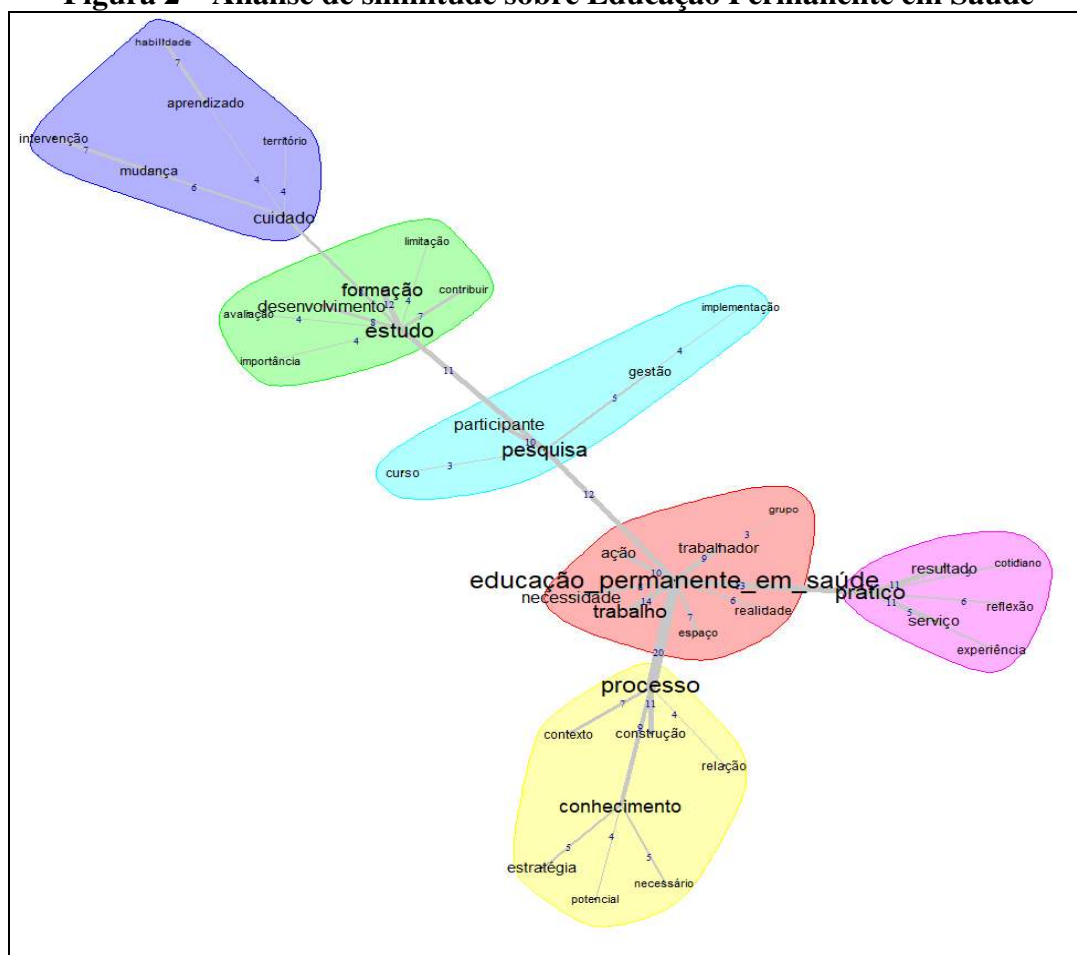 Figura 2 – Análise de similitude sobre Educação Permanente em Saúde
habilidade
7
aprendizado
intervenção
7
território
mudança
6
4
4
cuidado
limitação
formação
contribuir
desenvolvimento
12
4
avaliação
4
8
7
estudo
importância
4
implementação
4
11
gestão
5
participante
10
pesquisa
curso
3
12
grupo
3
trabalhador
ação
9
10
educação_permanente_em_saúde
13
necessidade
14
6
realidade
trabalho
7
espaço
resultado
cotidiano
11
prático
11
6
reflexão
5
serviço
experiência
20
processo
7
11
4
contexto
9
construção
relação
conhecimento
4
5
5
estratégia
necessário
potencial